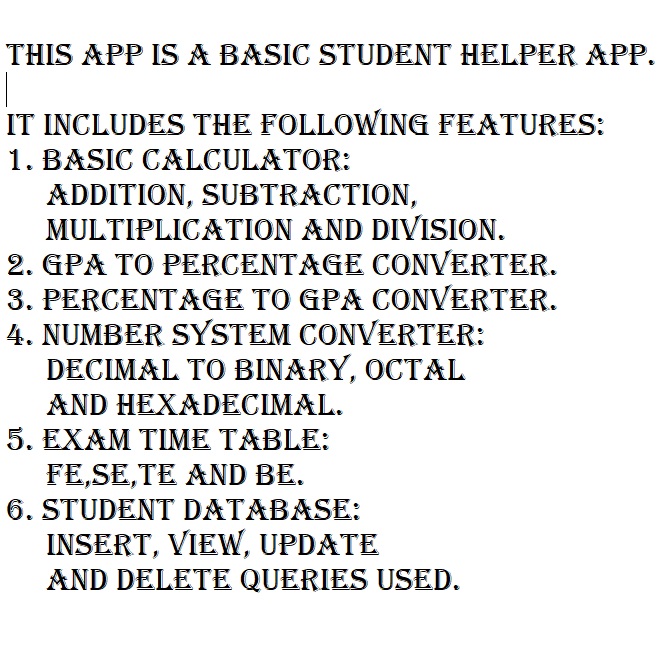 THIS APP IS A BASIC STUDENT HELPER APP.
IT INCLUDES THE FOLLOWING FEATURES:
1. BASIC CALCULATOR:
ADDITION, SUBTRACTION,
MULTIPLICATION AND DIVISION.
2. GPA TO PERCENTAGE CONVERTER.
3. PERCENTAGE TO GPA CONVERTER.
4. NUMBER SYSTEM CONVERTER:
DECIMAL TO BINARY, OCTAL
AND HEXADECIMAL.
5. EXAM TIME TABLE:
FE,SE,TE AND BE.
6. STUDENT DATABASE:
INSERT, VIEW, UPDATE
AND DELETE QUERIES USED.